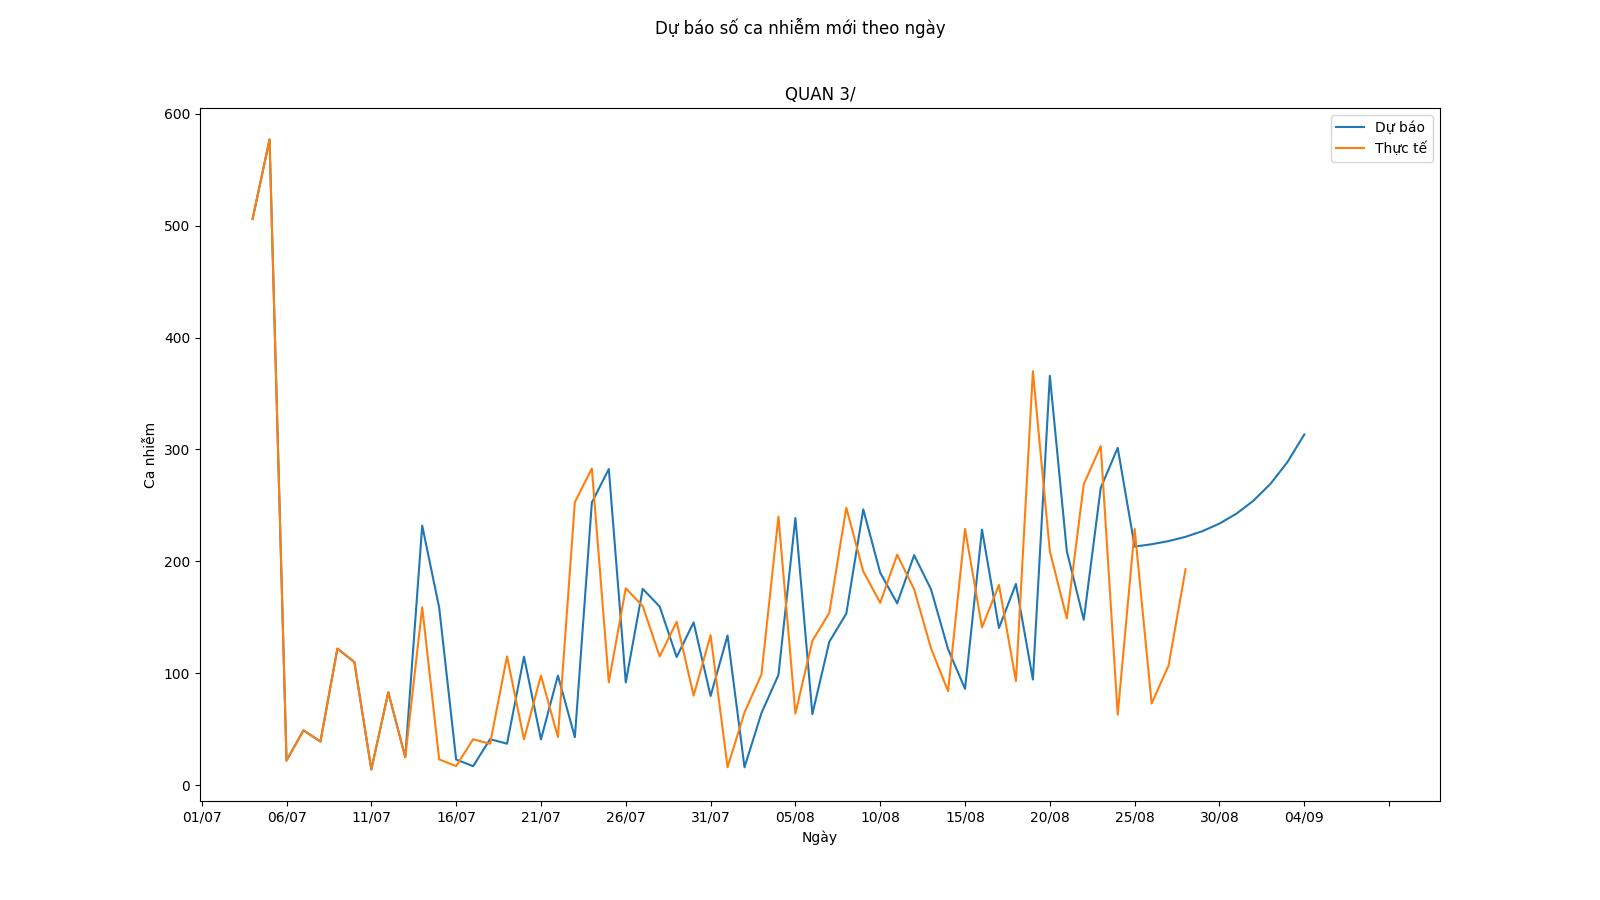 Dự báo số ca nhiễm mới theo ngày
QUAN 3/
Dự báo
Thực tế
600
500
400
300
200
100
0
Ca nhiễm
01/07 06/07 11/07 16/07 21/07 26/07 31/07 05/08 10/08 15/08 20/08 25/08 30/08 04/09
Ngày